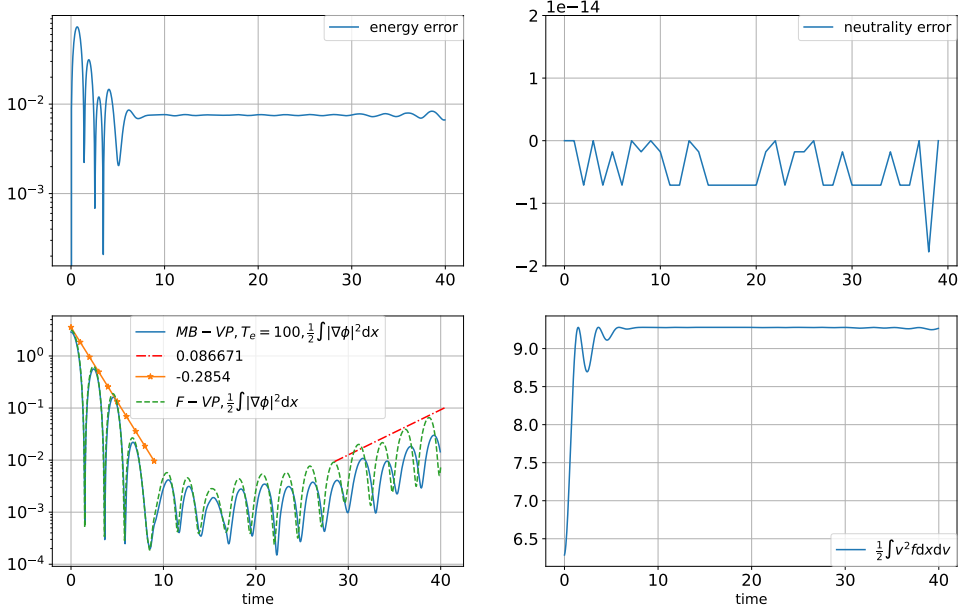 energy error
10⁻²
10⁻³
0 10 20 30 40
1e−14
neutrality error
2
1
0
−1
−2
0 10 20 30 40
MB − VP, Tₑ = 100, ½∫|∇ϕ|²dx
0.086671
-0.2854
F − VP, ½∫|∇ϕ|²dx
10⁰
10⁻¹
10⁻²
10⁻³
10⁻⁴
0 10 20 30 40
time
9.0
8.5
8.0
7.5
7.0
6.5
½∫v²fdxdv
0 10 20 30 40
time